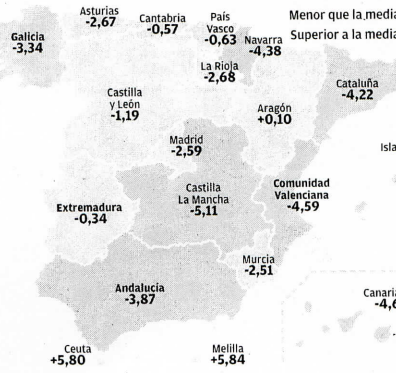 Menor que la media
Superior a la media
Asturias
-2,67
Cantabria
-0,57
País
Vasco
-0,63
Navarra
-4,38
Galicia
-3,34
La Rioja
-2,68
Cataluña
-4,22
Castilla
y León
-1,19
Aragón
+0,10
Madrid
-2,59
Castilla
La Mancha
-5,11
Comunidad
Valenciana
-4,59
Extremadura
-0,34
Murcia
-2,51
Andalucía
-3,87
Ceuta
+5,80
Melilla
+5,84